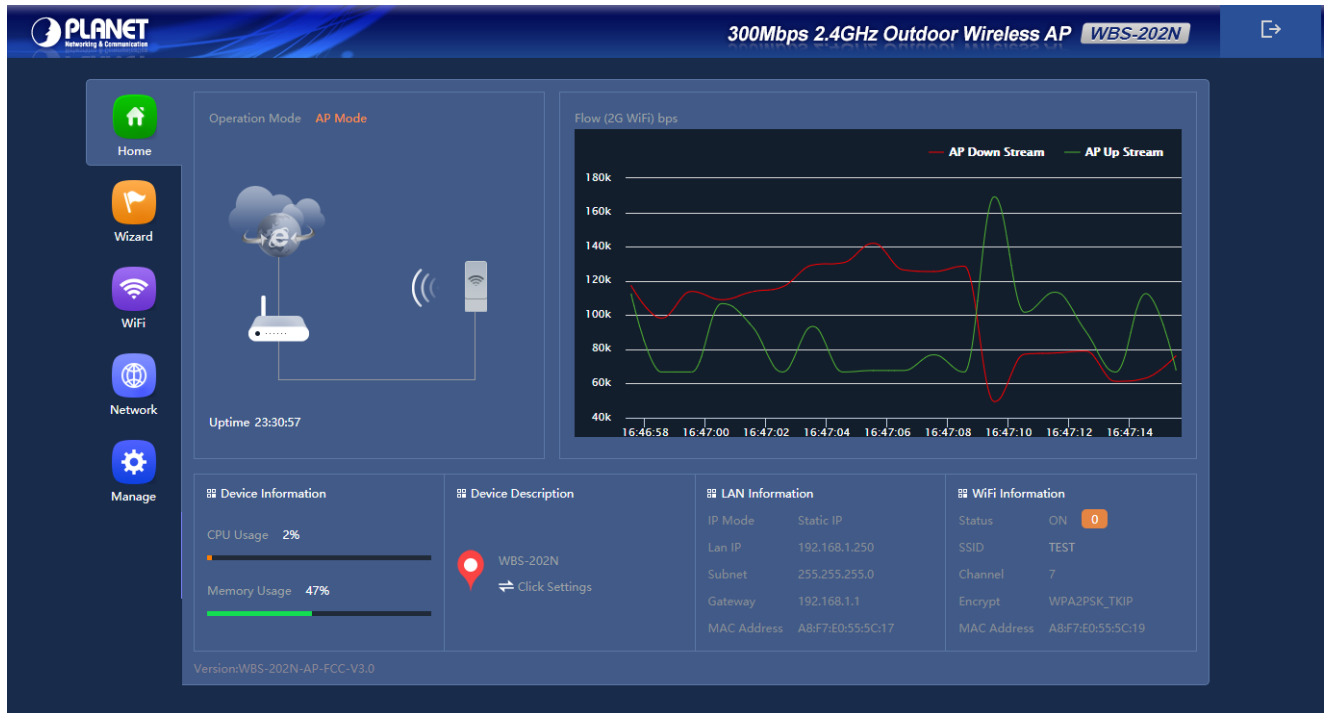 PLANET
Networking & Communication
300Mbps 2.4GHz Outdoor Wireless AP WBS-202N
Home
Wizard
WiFi
Network
Manage
Operation Mode AP Mode
Uptime 23:30:57
Flow (2G WiFi) bps
AP Down Stream AP Up Stream
180k
160k
140k
120k
100k
80k
60k
40k
16:46:58 16:47:00 16:47:02 16:47:04 16:47:06 16:47:08 16:47:10 16:47:12 16:47:14
Device Information
CPU Usage 2%
Memory Usage 47%
Device Description
WBS-202N
Click Settings
LAN Information
IP Mode Static IP
Lan IP 192.168.1.250
Subnet 255.255.255.0
Gateway 192.168.1.1
MAC Address A8:F7:E0:55:5C:17
WiFi Information
Status ON 0
SSID TEST
Channel 7
Encrypt WPA2PSK_TKIP
MAC Address A8:F7:E0:55:5C:19
Version:WBS-202N-AP-FCC-V3.0